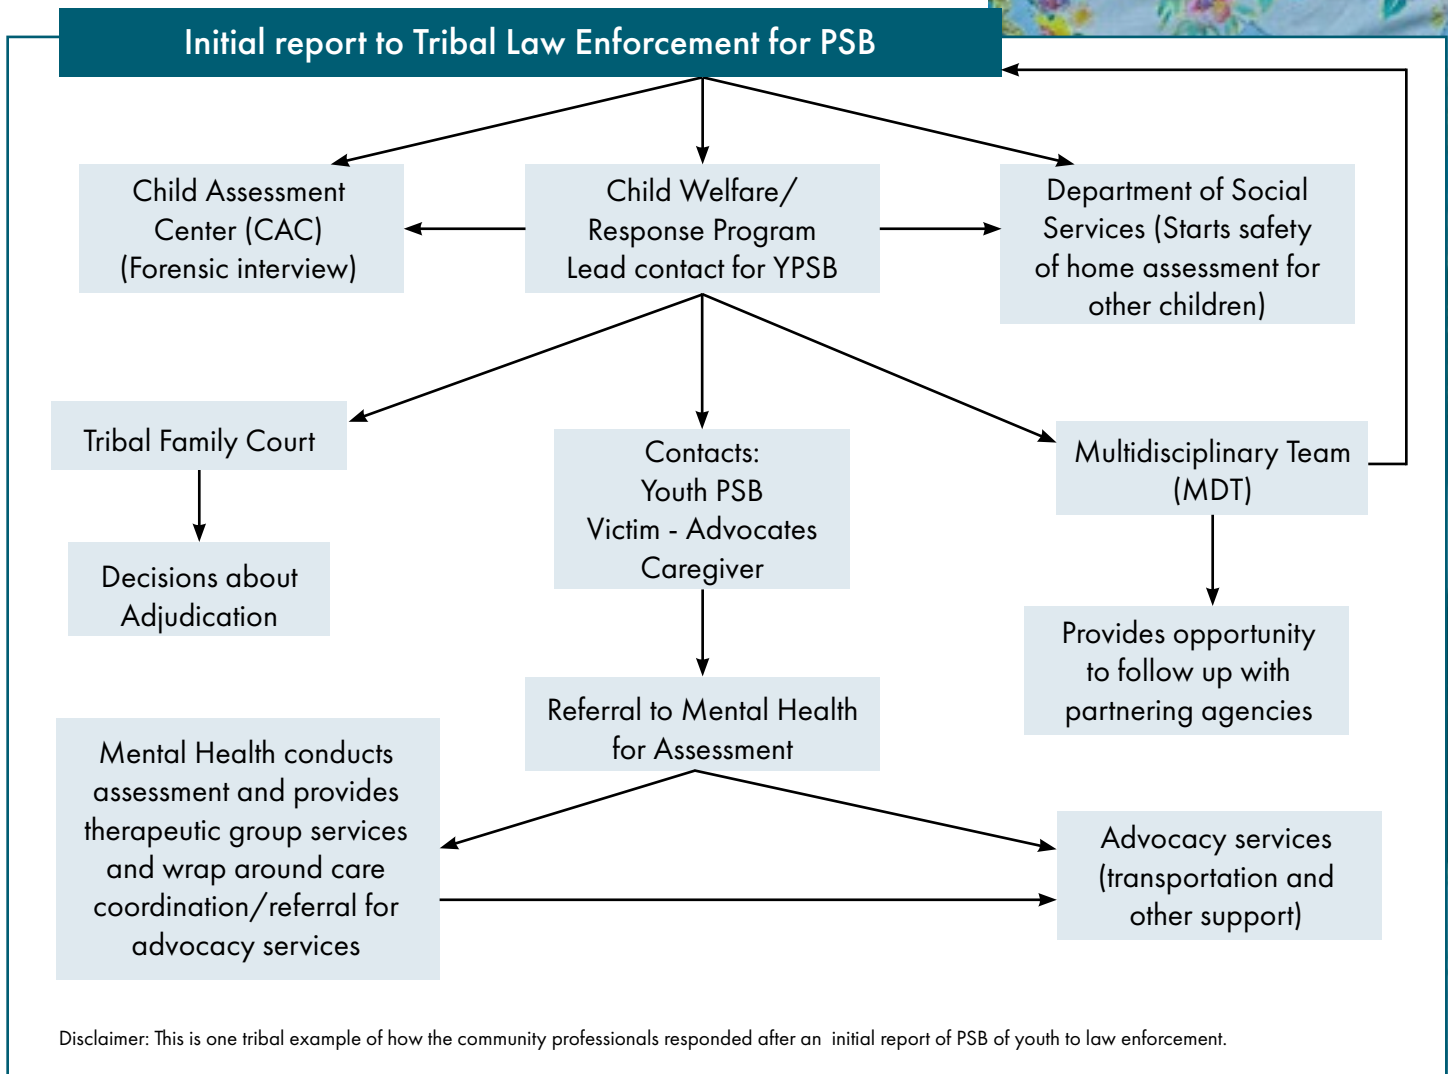 Initial report to Tribal Law Enforcement for PSB
Child Assessment
Center (CAC)
(Forensic interview)
Child Welfare/
Response Program
Lead contact for YPSB
Department of Social
Services (Starts safety
of home assessment for
other children)
Tribal Family Court
Contacts:
Youth PSB
Victim - Advocates
Caregiver
Multidisciplinary Team
(MDT)
Decisions about
Adjudication
Provides opportunity
to follow up with
partnering agencies
Referral to Mental Health
for Assessment
Mental Health conducts
assessment and provides
therapeutic group services
and wrap around care
coordination/referral for
advocacy services
Advocacy services
(transportation and
other support)
Disclaimer: This is one tribal example of how the community professionals responded after an  initial report of PSB of youth to law enforcement.